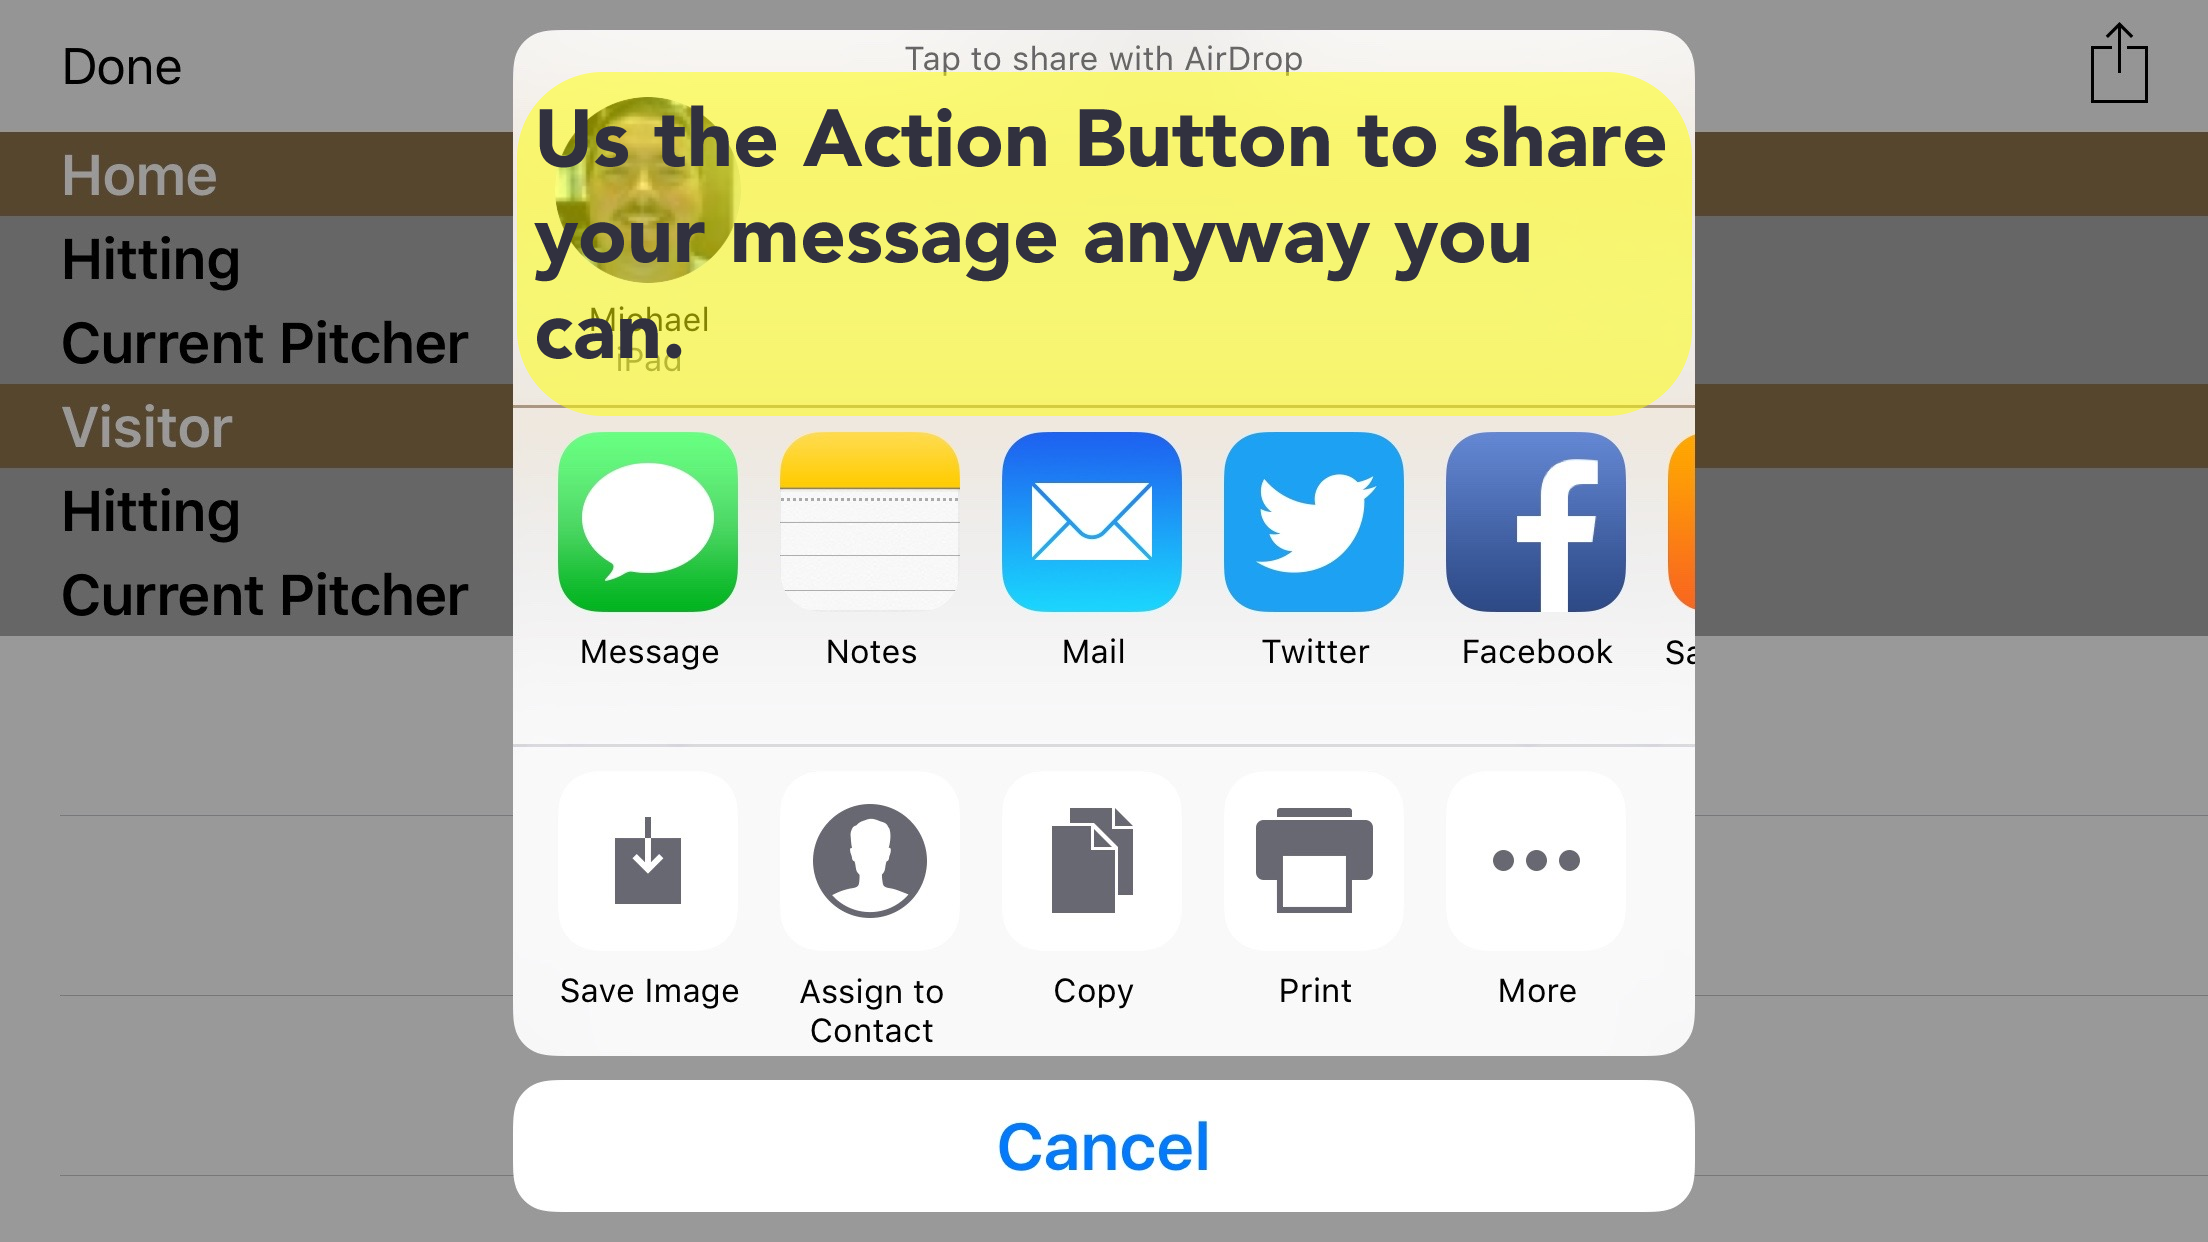 Done
Home
Hitting
Current Pitcher
Visitor
Hitting
Current Pitcher
Tap to share with AirDrop
Us the Action Button to share
your message anyway you
can.
Michael
iPad
Message
Notes
Mail
Twitter
Facebook
Sa
Save Image
Assign to
Contact
Copy
Print
More
Cancel